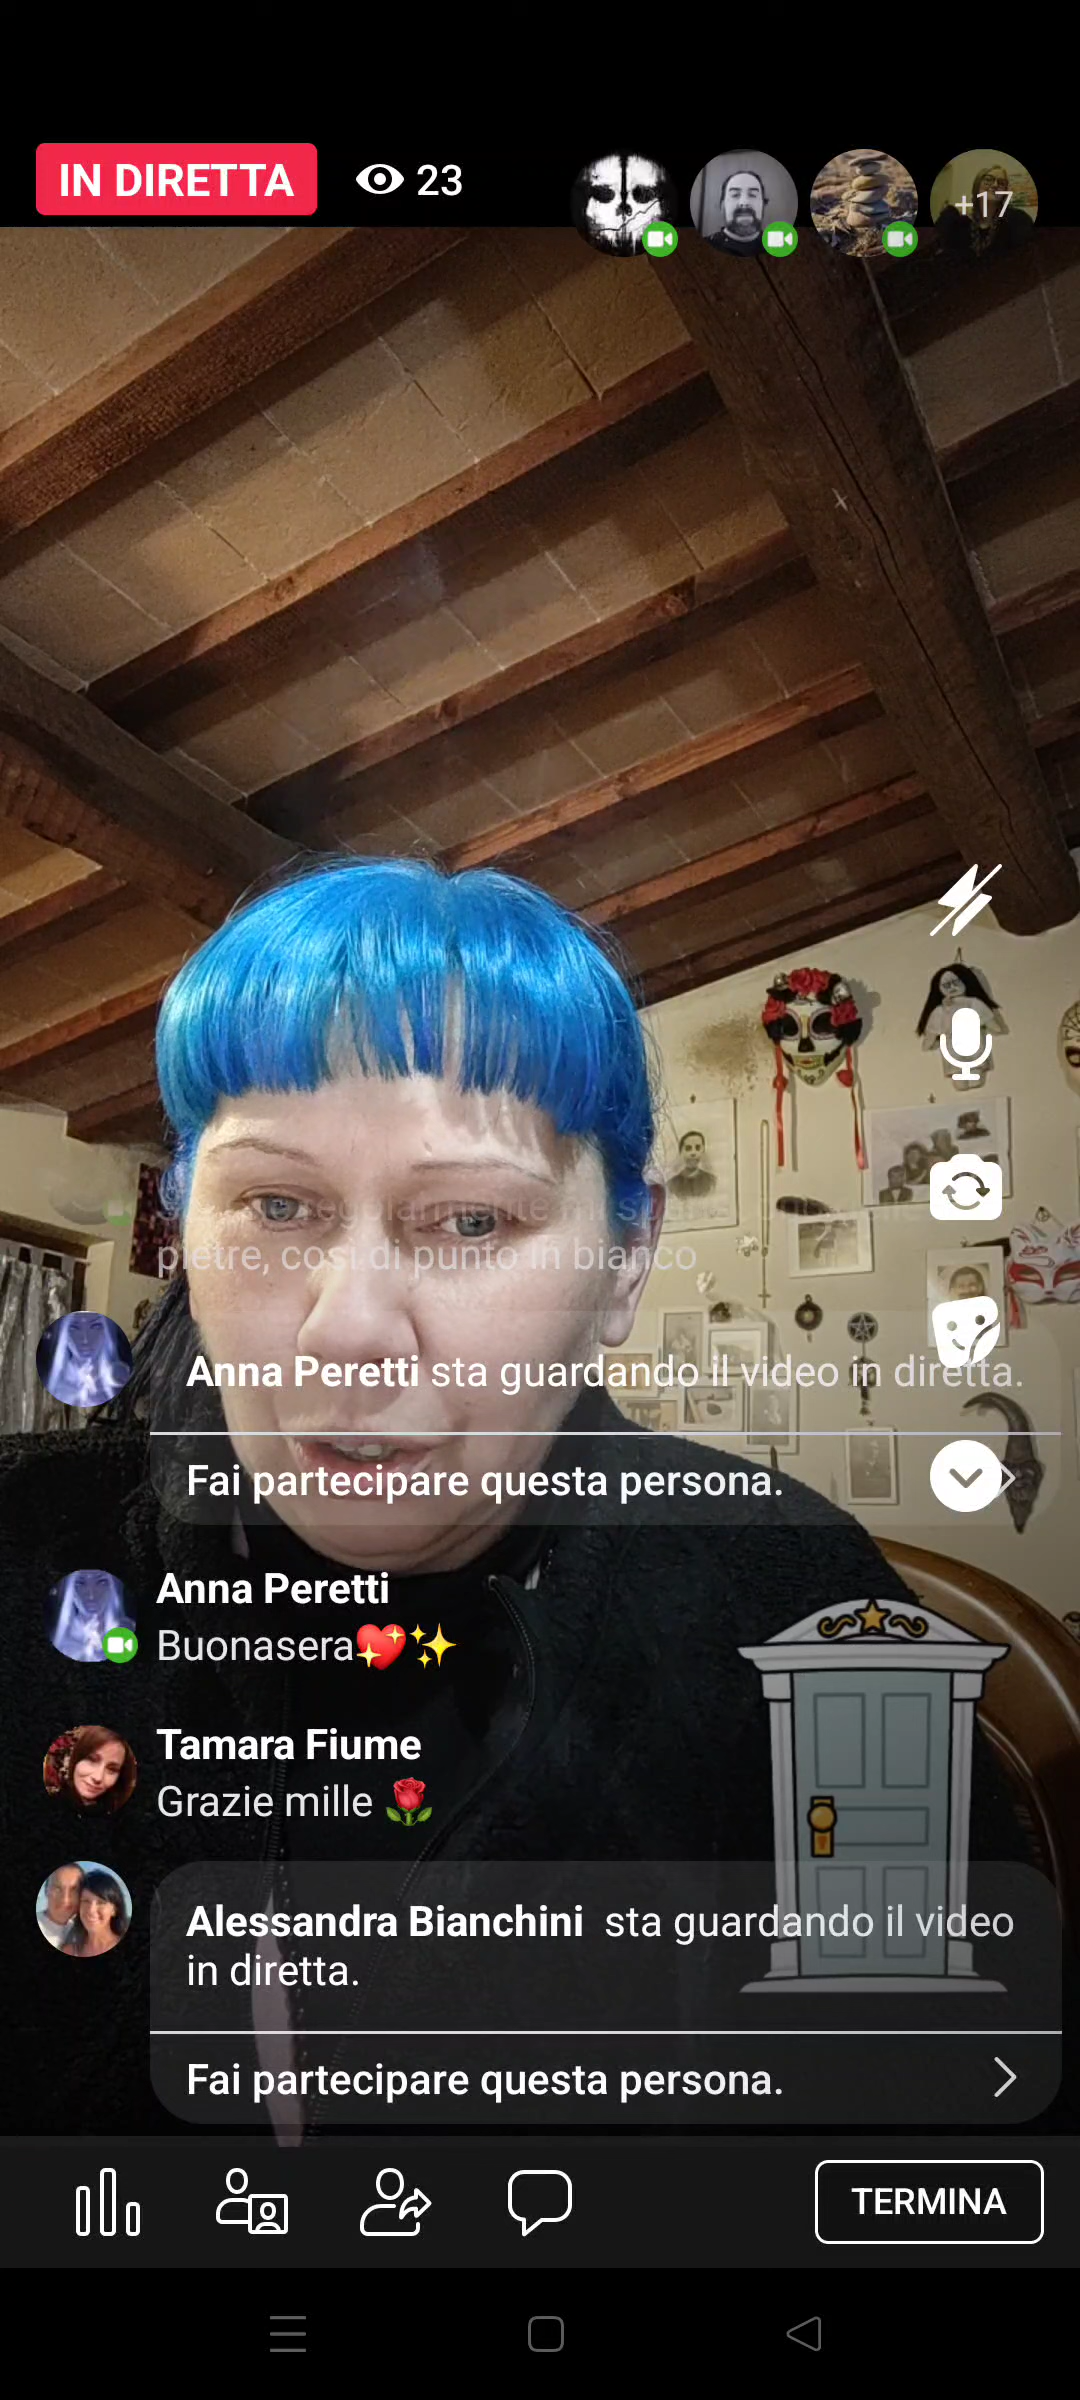 IN DIRETTA
23
+17
regolarmente mi
pietre, così di punto in bianco
Anna Peretti sta guardando il video in diretta.
Fai partecipare questa persona.
Anna Peretti
Buonasera💖✨
Tamara Fiume
Grazie mille 🌹
Alessandra Bianchini sta guardando il video
in diretta.
Fai partecipare questa persona.
TERMINA